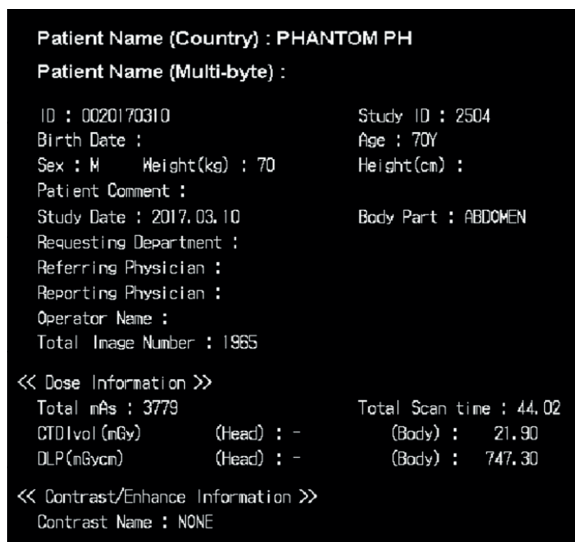 Patient Name (Country) : PHANTOM PH
Patient Name (Multi-byte) :
ID : 0020170310 Study ID : 2504
Birth Date : Age : 70Y
Sex : M Weight(kg) : 70 Height(cm) :
Patient Comment :
Study Date : 2017.03.10 Body Part : ABDOMEN
Requesting Department :
Referring Physician :
Reporting Physician :
Operator Name :
Total Image Number : 1965
<< Dose Information >>
Total mAs : 3779 Total Scan time : 44.02
CTDIvol(mGy) (Head) : - (Body) : 21.90
DLP(mGycm) (Head) : - (Body) : 747.30
<< Contrast/Enhance Information >>
Contrast Name : NONE